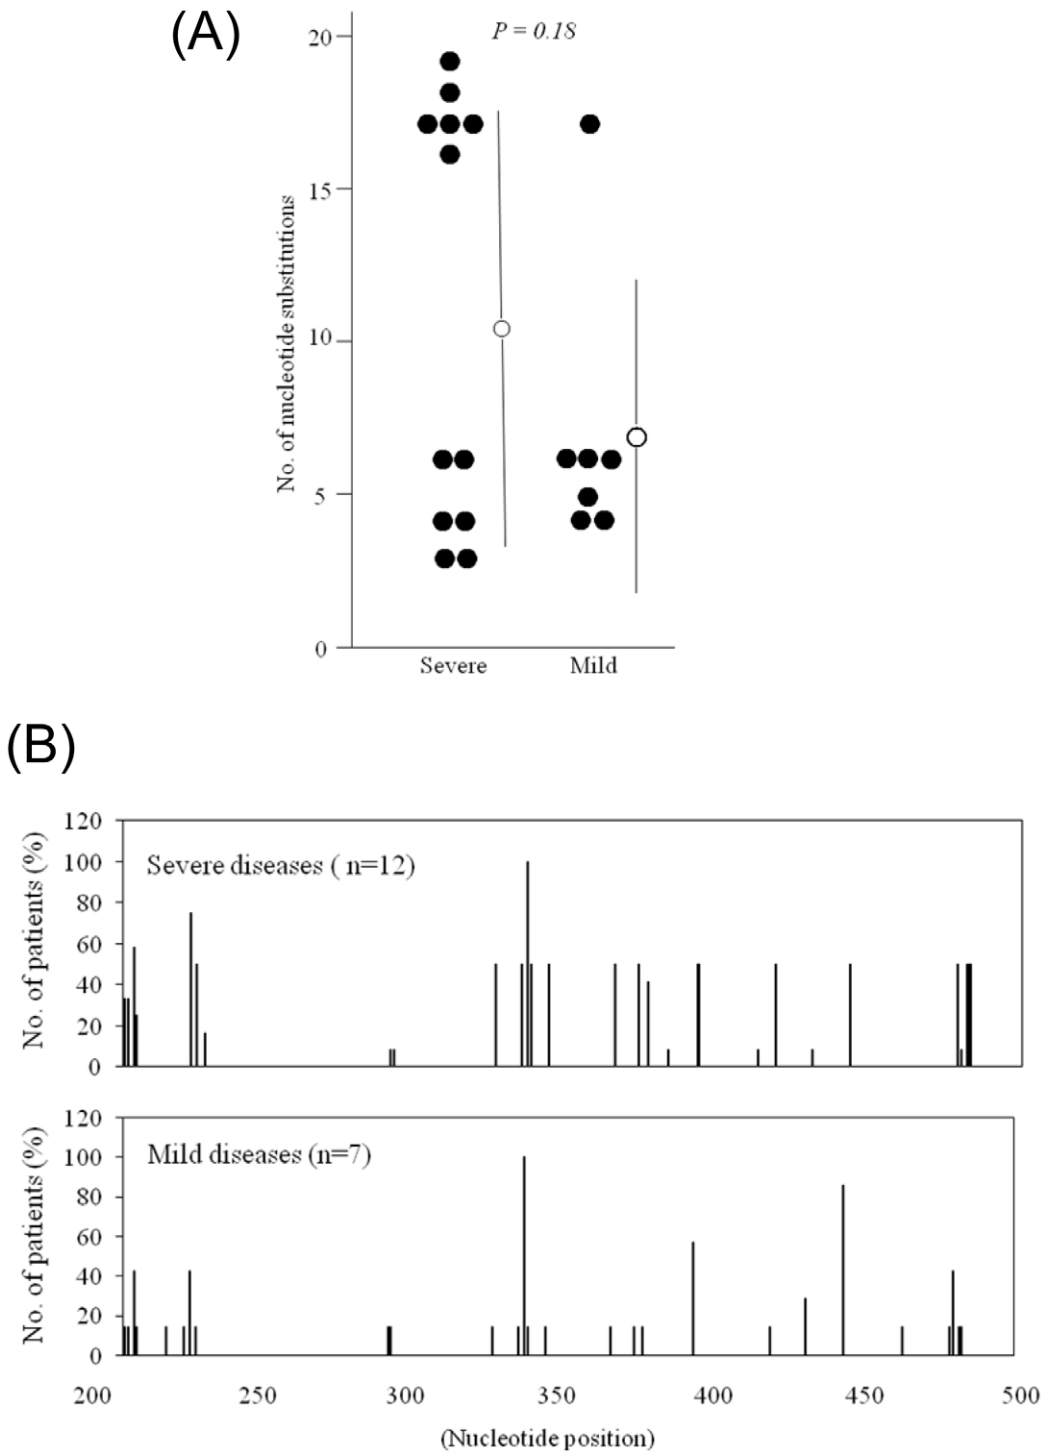 (A)
P = 0.18
20
15
10
5
0
No. of nucleotide substitutions
Severe Mild
(B)
120
100
80
60
40
20
0
No. of patients (%)
Severe diseases ( n=12)
120
100
80
60
40
20
0
No. of patients (%)
Mild diseases (n=7)
200 250 300 350 400 450 500
(Nucleotide position)